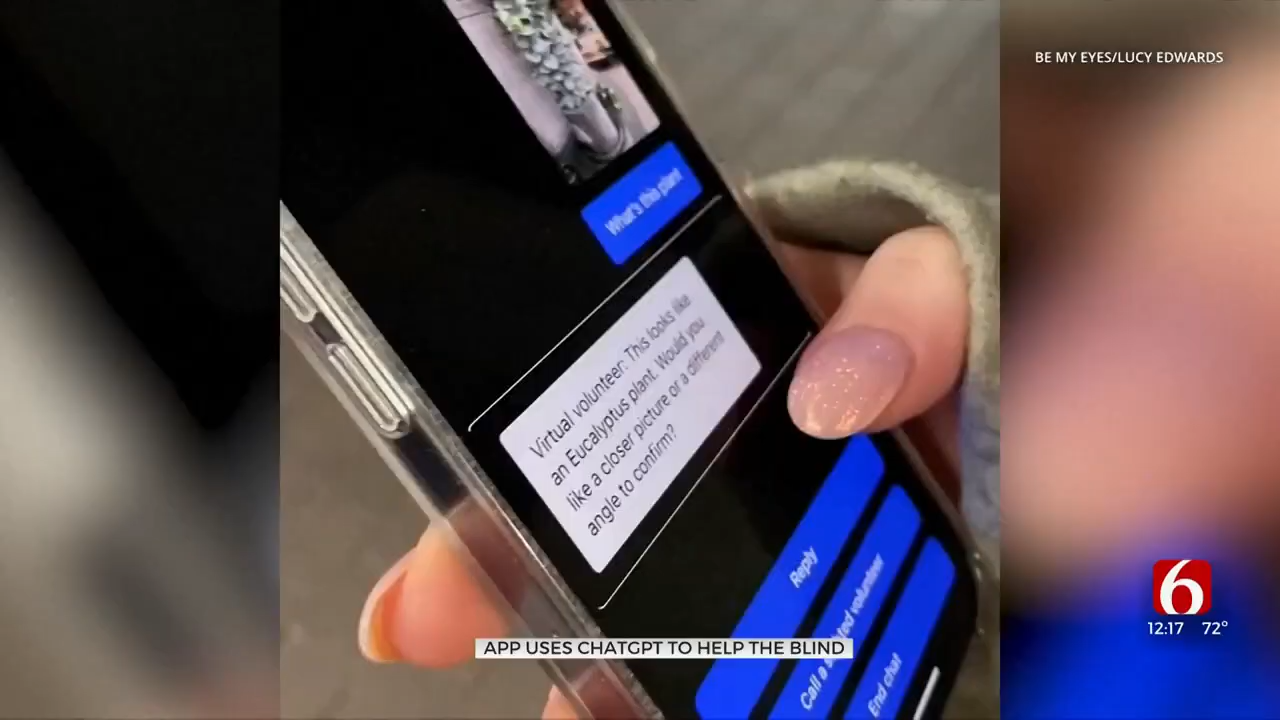 BE MY EYES/LUCY EDWARDS
What's this plant
Virtual volunteer: This looks like
an Eucalyptus plant. Would you
like a closer picture or a different
angle to confirm?
Reply
Call a volunteer
End chat
APP USES CHATGPT TO HELP THE BLIND
6
12:17 72°